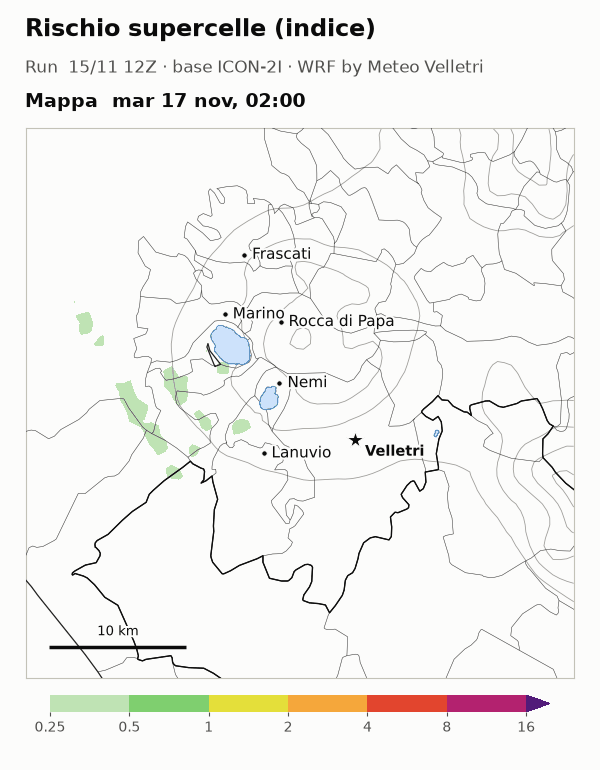 Rischio supercelle (indice)
Run  15/11 12Z · base ICON-2I · WRF by Meteo Velletri
Mappa  mar 17 nov, 02:00
Frascati
Marino
Rocca di Papa
Nemi
Velletri
Lanuvio
10 km
0.25 0.5 1 2 4 8 16